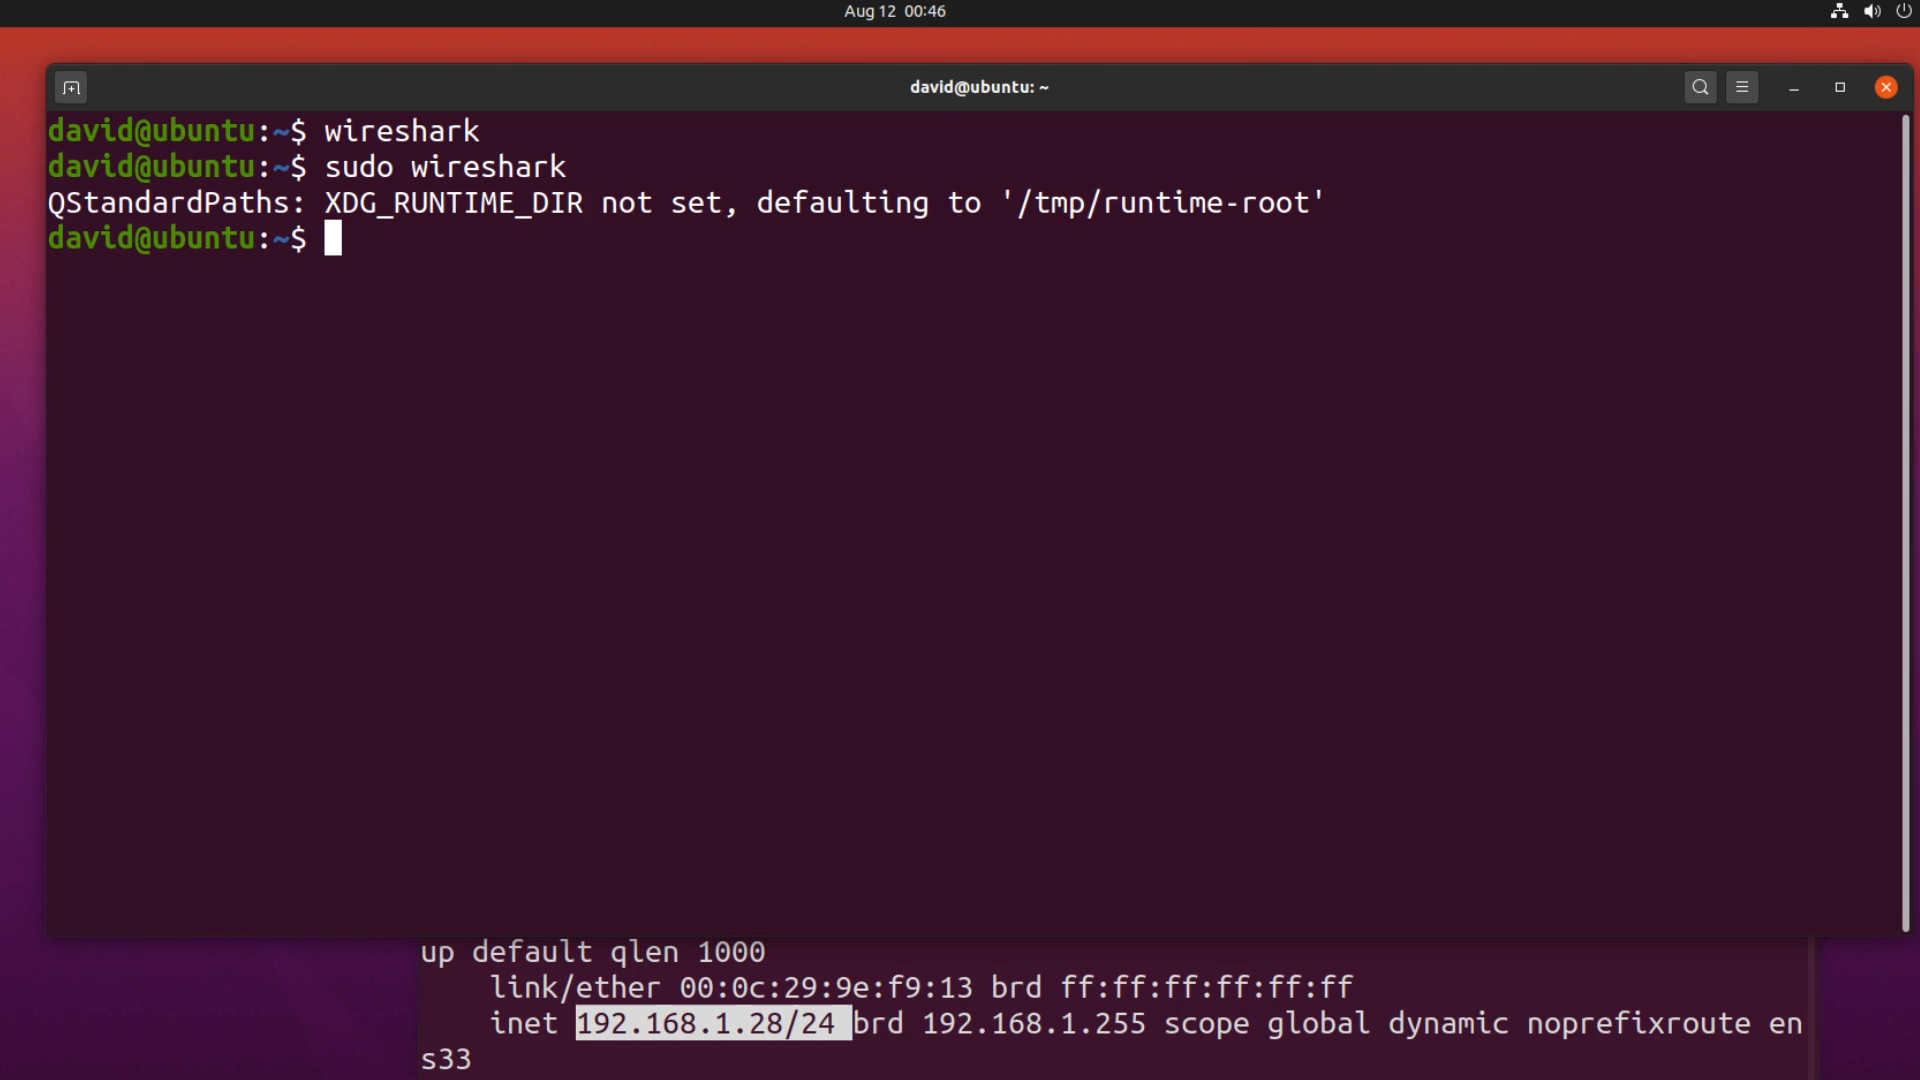 Aug 12 00:46
david@ubuntu: ~
david@ubuntu:~$ wireshark
david@ubuntu:~$ sudo wireshark
QStandardPaths: XDG_RUNTIME_DIR not set, defaulting to '/tmp/runtime-root'
david@ubuntu:~$
up default qlen 1000
link/ether 00:0c:29:9e:f9:13 brd ff:ff:ff:ff:ff:ff
inet 192.168.1.28/24 brd 192.168.1.255 scope global dynamic noprefixroute en
s33